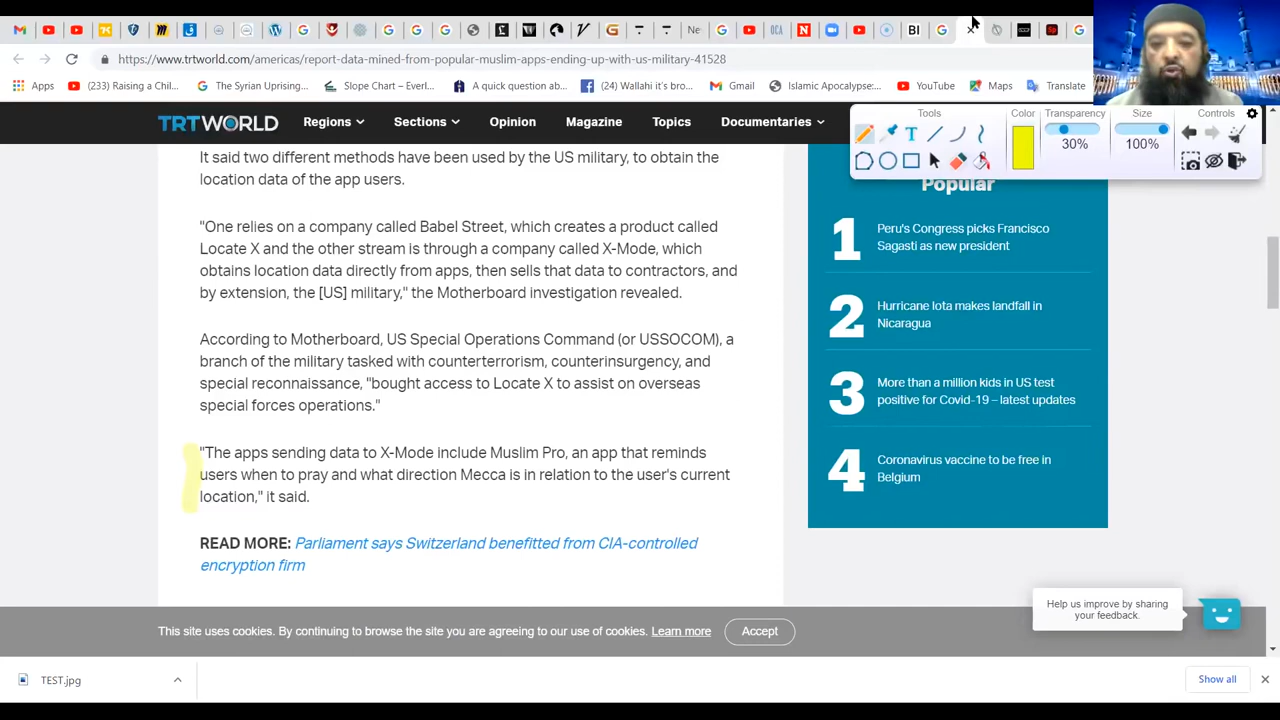 New
BI
https://www.trtworld.com/americas/report-data-mined-from-popular-muslim-apps-ending-up-with-us-military-41528
Apps
(233) Raising a Chil...
The Syrian Uprising...
Slope Chart – Everl...
A quick question ab...
(24) Wallahi it's bro...
Gmail
Islamic Apocalypse:...
YouTube
Maps
Translate
Tools
Color
Transparency
Size
Controls
30%
100%
TRTWORLD
Regions
Sections
Opinion
Magazine
Topics
Documentaries
It said two different methods have been used by the US military, to obtain the
location data of the app users.
"One relies on a company called Babel Street, which creates a product called
Locate X and the other stream is through a company called X-Mode, which
obtains location data directly from apps, then sells that data to contractors, and
by extension, the [US] military," the Motherboard investigation revealed.
According to Motherboard, US Special Operations Command (or USSOCOM), a
branch of the military tasked with counterterrorism, counterinsurgency, and
special reconnaissance, "bought access to Locate X to assist on overseas
special forces operations."
"The apps sending data to X-Mode include Muslim Pro, an app that reminds
users when to pray and what direction Mecca is in relation to the user's current
location," it said.
READ MORE: Parliament says Switzerland benefitted from CIA-controlled
encryption firm
Popular
1
Peru's Congress picks Francisco
Sagasti as new president
2
Hurricane Iota makes landfall in
Nicaragua
3
More than a million kids in US test
positive for Covid-19 – latest updates
4
Coronavirus vaccine to be free in
Belgium
Help us improve by sharing
your feedback.
This site uses cookies. By continuing to browse the site you are agreeing to our use of cookies. Learn more
Accept
TEST.jpg
Show all